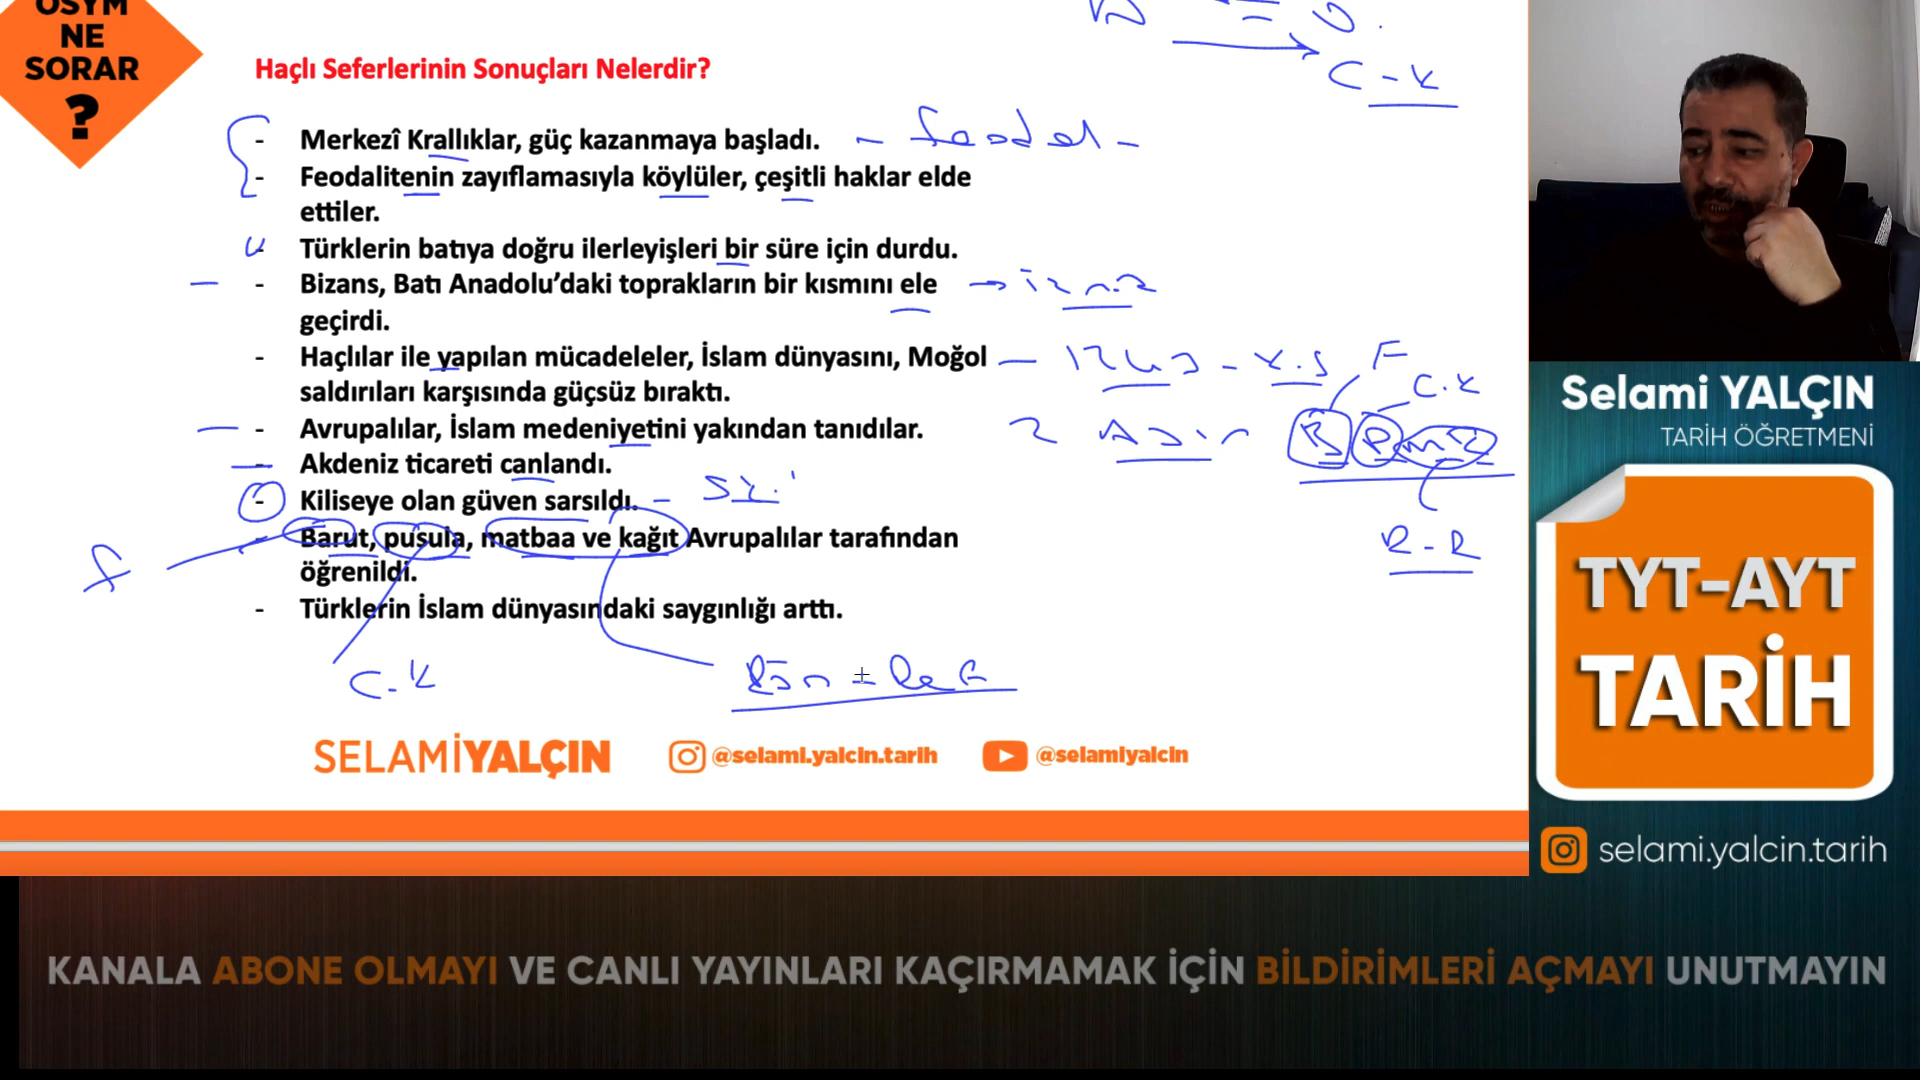 ÖSYM
NE
SORAR
?
Haçlı Seferlerinin Sonuçları Nelerdir?
C-K
- Merkezî Krallıklar, güç kazanmaya başladı. - feodal -
- Feodalitenin zayıflamasıyla köylüler, çeşitli haklar elde
ettiler.
- Türklerin batıya doğru ilerleyişleri bir süre için durdu.
- Bizans, Batı Anadolu'daki toprakların bir kısmını ele → iznik
geçirdi.
- Haçlılar ile yapılan mücadeleler, İslam dünyasını, Moğol - 1243 - K.S F
saldırıları karşısında güçsüz bıraktı. C.K
- Avrupalılar, İslam medeniyetini yakından tanıdılar.
- Akdeniz ticareti canlandı.
- Kiliseye olan güven sarsıldı.
- Barut, pusula, matbaa ve kağıt Avrupalılar tarafından R-R
öğrenildi.
f
- Türklerin İslam dünyasındaki saygınlığı arttı.
C-K Rön + Ref
SELAMİYALÇIN @selami.yalcin.tarih @selamiyalcin
Selami YALÇIN
TARİH ÖĞRETMENİ
TYT-AYT
TARİH
selami.yalcin.tarih
KANALA ABONE OLMAYI VE CANLI YAYINLARI KAÇIRMAMAK İÇİN BİLDİRİMLERİ AÇMAYI UNUTMAYIN